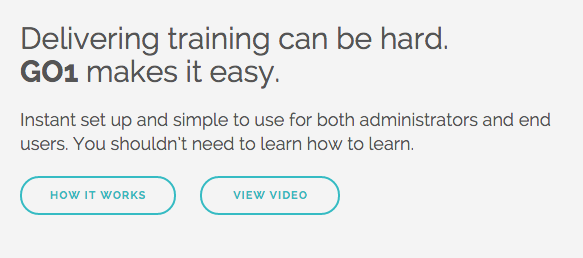 Delivering training can be hard.
GO1 makes it easy.
Instant set up and simple to use for both administrators and end
users. You shouldn't need to learn how to learn.
HOW IT WORKS
VIEW VIDEO